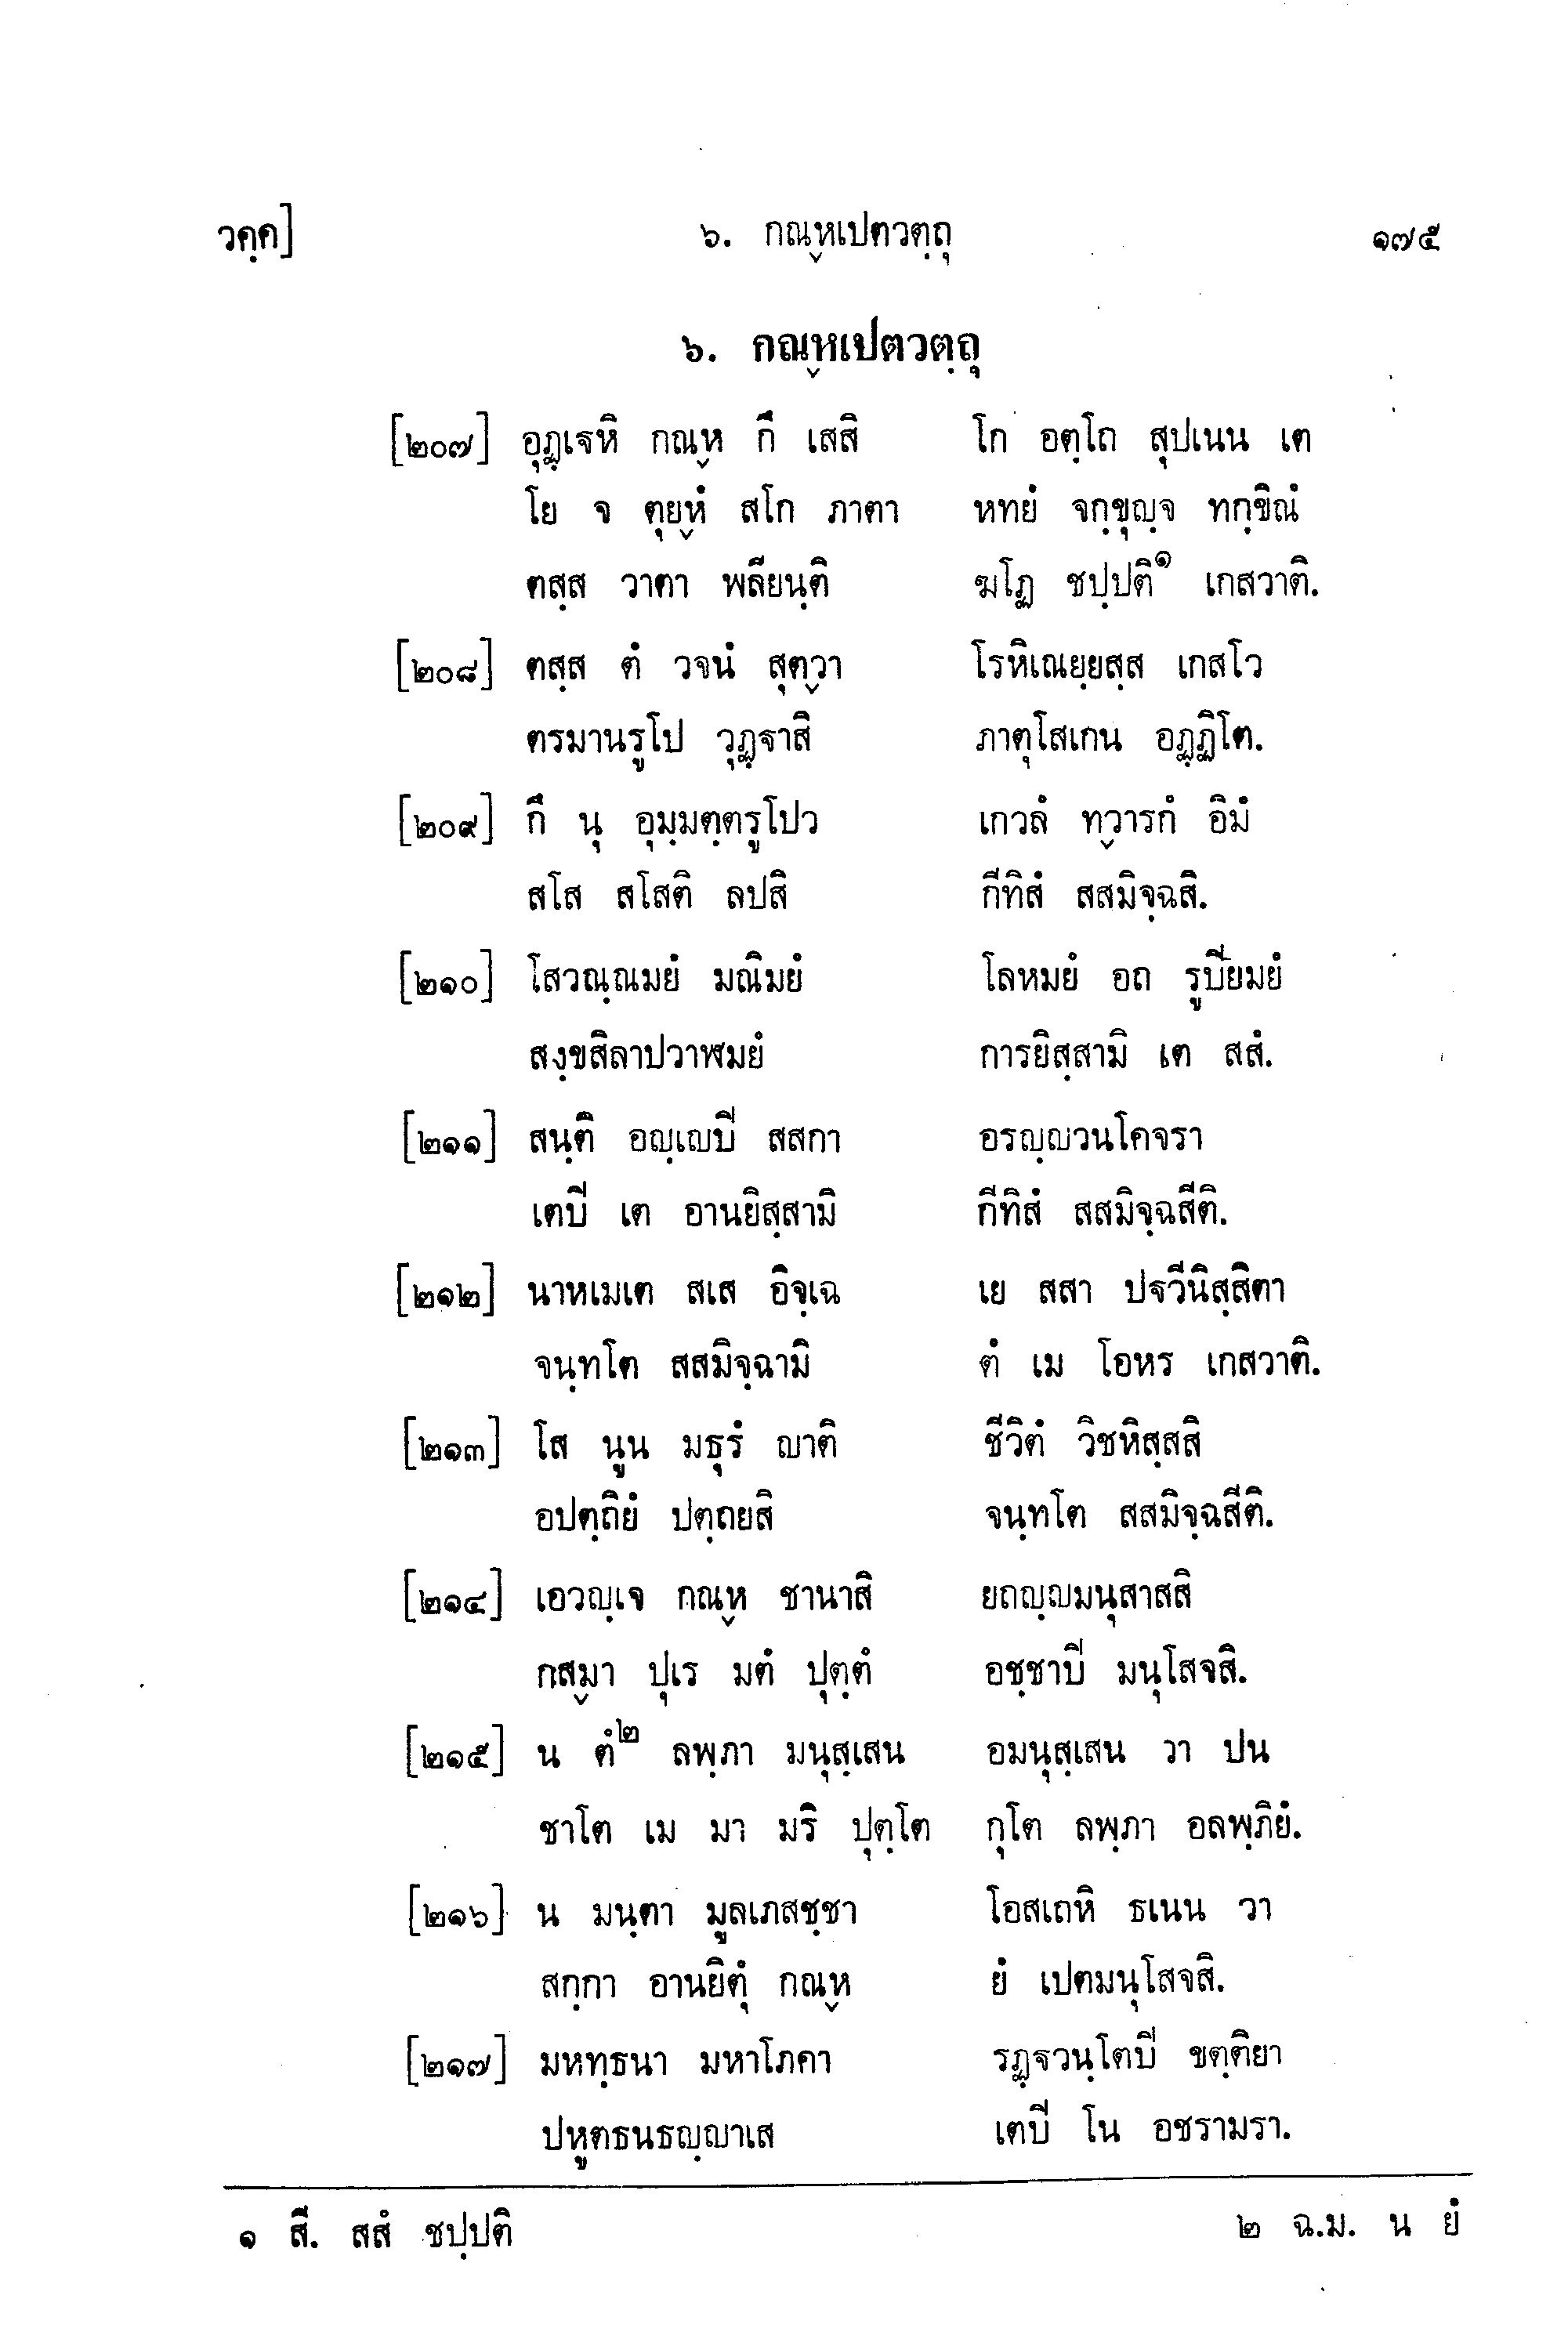 วคฺค] ๖. กณฺหเปตวตฺถุ ๑๗๕
๖. กณฺหเปตวตฺถุ
[๒๐๗] อุฏฺเฐหิ กณฺห กึ เสสิ โก อตฺโถ สุปเนน เต
โย จ ตุยฺหํ สโก ภาตา หทยํ จกฺขุญฺจ ทกฺขิณํ
ตสฺส วาตา พลียนฺติ ฆโฏ ชปฺปติ๑ เกสวาติ.
[๒๐๘] ตสฺส ตํ วจนํ สุตฺวา โรหิเณยฺยสฺส เกสโว
ตรมานรูโป วุฏฺฐาสิ ภาตุโสเกน อฏฺฏิโต.
[๒๐๙] กึ นุ อุมฺมตฺตรูโปว เกวลํ ทฺวารกํ อิมํ
สโส สโสติ ลปสิ กีทิสํ สสมิจฺฉสิ.
[๒๑๐] โสวณฺณมยํ มณิมยํ โลหมยํ อถ รูปิยมยํ
สงฺขสิลาปวาฬมยํ การยิสฺสามิ เต สสํ.
[๒๑๑] สนฺติ อญฺเญปิ สสกา อรญฺญวนโคจรา
เตปิ เต อานยิสฺสามิ กีทิสํ สสมิจฺฉสีติ.
[๒๑๒] นาหเมเต สเส อิจฺเฉ เย สสา ปฐวีนิสฺสิตา
จนฺทโต สสมิจฺฉามิ ตํ เม โอหร เกสวาติ.
[๒๑๓] โส นูน มธุรํ ญาติ ชีวิตํ วิชหิสฺสสิ
อปตฺถิยํ ปตฺถยสิ จนฺทโต สสมิจฺฉสีติ.
[๒๑๔] เอวญฺเจ กณฺห ชานาสิ ยถญฺญมนุสาสสิ
กสฺมา ปุเร มตํ ปุตฺตํ อชฺชาปิ มนุโสจสิ.
[๒๑๕] น ตํ๒ ลพฺภา มนุสฺเสน อมนุสฺเสน วา ปน
ชาโต เม มา มริ ปุตฺโต กุโต ลพฺภา อลพฺภิยํ.
[๒๑๖] น มนฺตา มูลเภสชฺชา โอสเถหิ ธเนน วา
สกฺกา อานยิตุํ กณฺห ยํ เปตมนุโสจสิ.
[๒๑๗] มหทฺธนา มหาโภคา รฏฺฐวนฺโตปิ ขตฺติยา
ปหูตธนธญฺญาเส เตปิ โน อชรามรา.
๑ สี. สสํ ชปฺปติ ๒ ฉ.ม. น ยํ